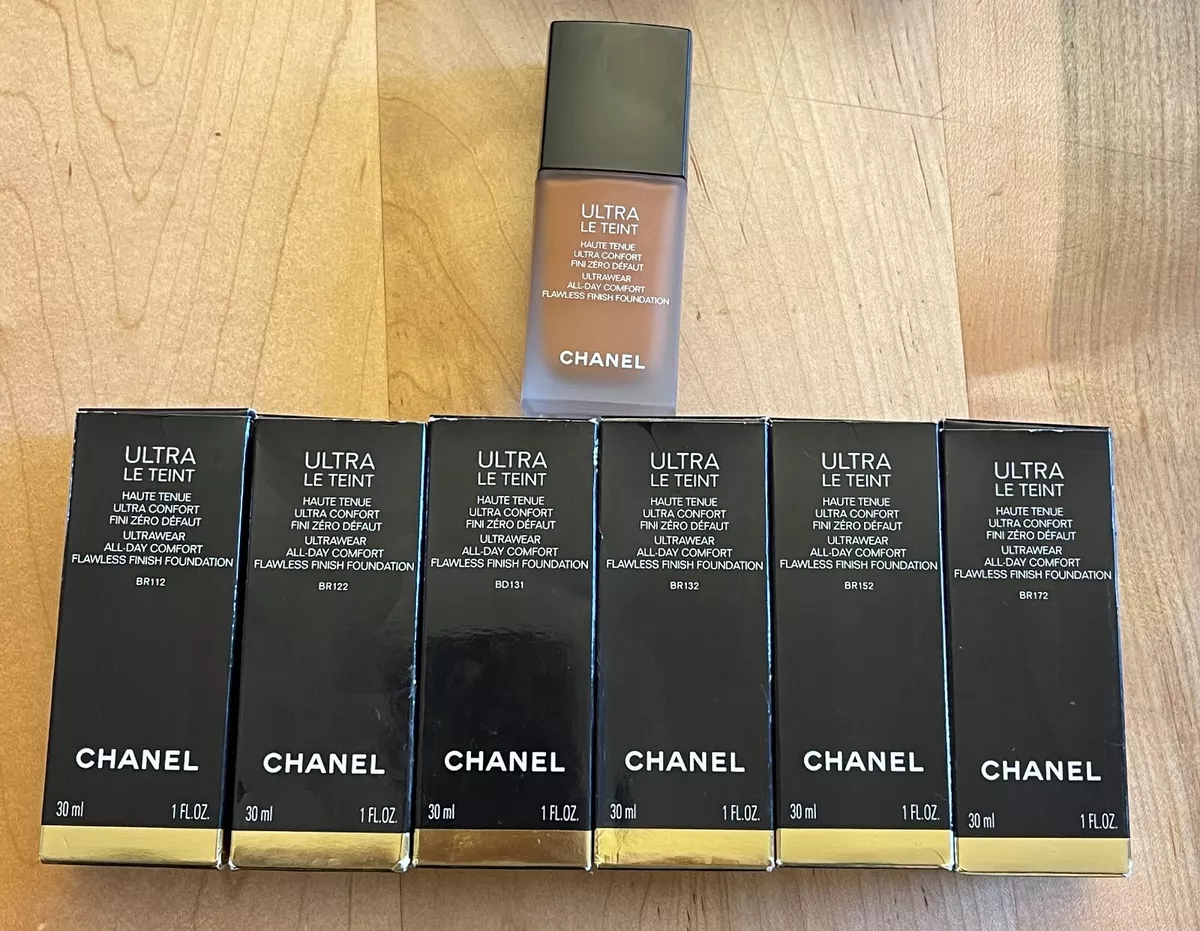 ULTRA
LE TEINT
HAUTE TENUE
ULTRA CONFORT
FINI ZÉRO DÉFAUT
ULTRAWEAR
ALL-DAY COMFORT
FLAWLESS FINISH FOUNDATION
CHANEL
ULTRA
LE TEINT
HAUTE TENUE
ULTRA CONFORT
FINI ZÉRO DÉFAUT
ULTRAWEAR
ALL-DAY COMFORT
FLAWLESS FINISH FOUNDATION
BR112
CHANEL
30 ml 1 FL.OZ.
ULTRA
LE TEINT
HAUTE TENUE
ULTRA CONFORT
FINI ZÉRO DÉFAUT
ULTRAWEAR
ALL-DAY COMFORT
FLAWLESS FINISH FOUNDATION
BR122
CHANEL
30 ml 1 FL.OZ.
ULTRA
LE TEINT
HAUTE TENUE
ULTRA CONFORT
FINI ZÉRO DÉFAUT
ULTRAWEAR
ALL-DAY COMFORT
FLAWLESS FINISH FOUNDATION
BD131
CHANEL
30 ml 1 FL.OZ.
ULTRA
LE TEINT
HAUTE TENUE
ULTRA CONFORT
FINI ZÉRO DÉFAUT
ULTRAWEAR
ALL-DAY COMFORT
FLAWLESS FINISH FOUNDATION
BR132
CHANEL
30 ml 1 FL.OZ.
ULTRA
LE TEINT
HAUTE TENUE
ULTRA CONFORT
FINI ZÉRO DÉFAUT
ULTRAWEAR
ALL-DAY COMFORT
FLAWLESS FINISH FOUNDATION
BR152
CHANEL
30 ml 1 FL.OZ.
ULTRA
LE TEINT
HAUTE TENUE
ULTRA CONFORT
FINI ZÉRO DÉFAUT
ULTRAWEAR
ALL-DAY COMFORT
FLAWLESS FINISH FOUNDATION
BR172
CHANEL
30 ml 1 FL.OZ.